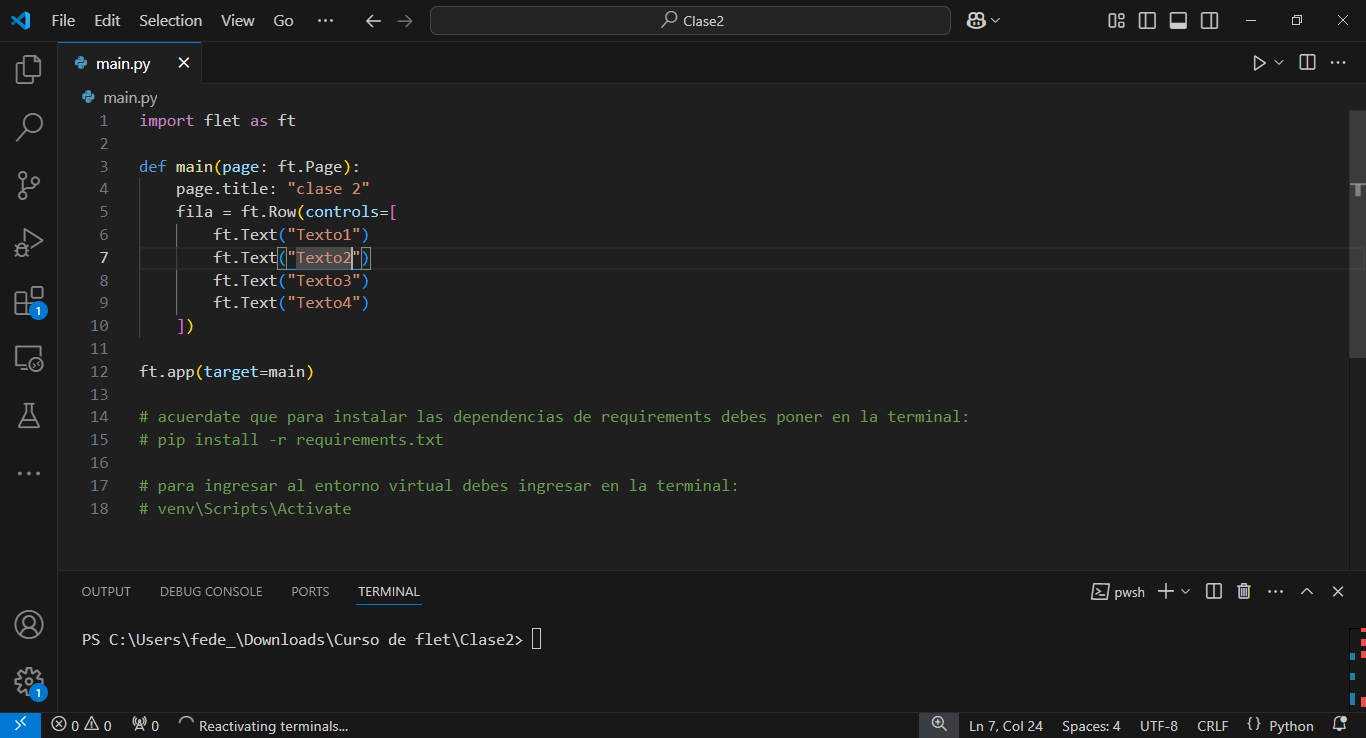 File Edit Selection View Go ··· Clase2
main.py
main.py
1 import flet as ft
2
3 def main(page: ft.Page):
4     page.title: "clase 2"
5     fila = ft.Row(controls=[
6         ft.Text("Texto1")
7         ft.Text("Texto2")
8         ft.Text("Texto3")
9         ft.Text("Texto4")
10     ])
11
12 ft.app(target=main)
13
14 # acuerdate que para instalar las dependencias de requirements debes poner en la terminal:
15 # pip install -r requirements.txt
16
17 # para ingresar al entorno virtual debes ingresar en la terminal:
18 # venv\Scripts\Activate
1
OUTPUT DEBUG CONSOLE PORTS TERMINAL pwsh
PS C:\Users\fede_\Downloads\Curso de flet\Clase2>
1
0 0 0 Reactivating terminals... Ln 7, Col 24 Spaces: 4 UTF-8 CRLF {} Python